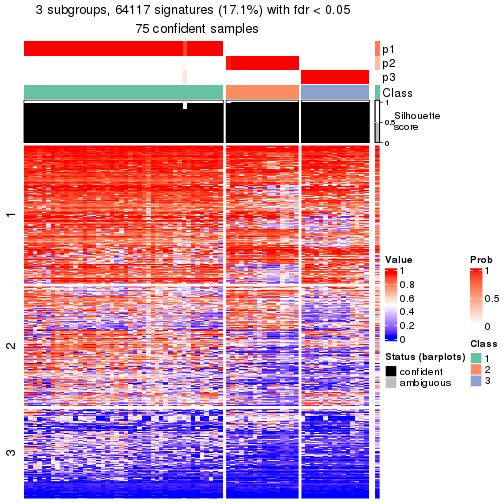 3 subgroups, 64117 signatures (17.1%) with fdr < 0.05
75 confident samples
p1
p2
p3
Class
1
0.5
0
Silhouette
score
1
2
3
Value
1
0.8
0.6
0.4
0.2
0
Prob
1
0.5
0
Status (barplots)
confident
ambiguous
Class
1
2
3